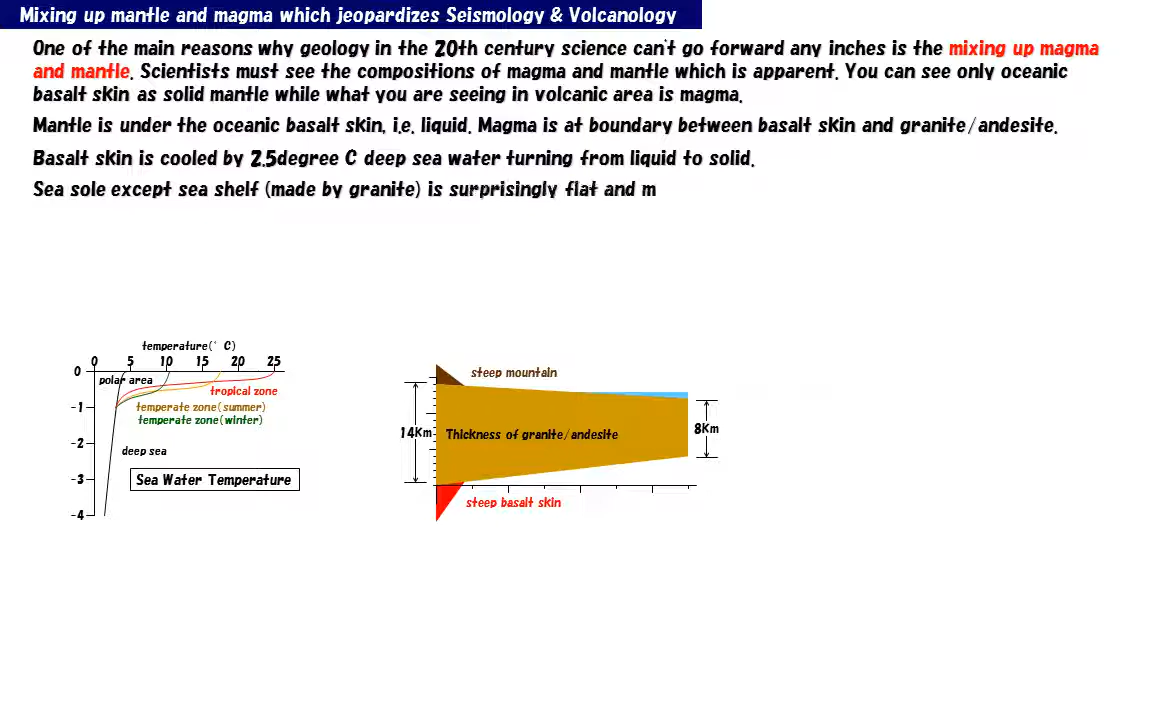 Mixing up mantle and magma which jeopardizes Seismology & Volcanology
One of the main reasons why geology in the 20th century science can't go forward any inches is the mixing up magma
and mantle. Scientists must see the compositions of magma and mantle which is apparent. You can see only oceanic
basalt skin as solid mantle while what you are seeing in volcanic area is magma.
Mantle is under the oceanic basalt skin, i.e. liquid. Magma is at boundary between basalt skin and granite/andesite.
Basalt skin is cooled by 2.5degree C deep sea water turning from liquid to solid.
Sea sole except sea shelf (made by granite) is surprisingly flat and m
temperature(° C)
0 5 10 15 20 25
0
polar area
tropical zone
-1
temperate zone(summer)
temperate zone(winter)
-2
deep sea
-3
Sea Water Temperature
-4
steep mountain
14Km
Thickness of granite/andesite
8Km
steep basalt skin